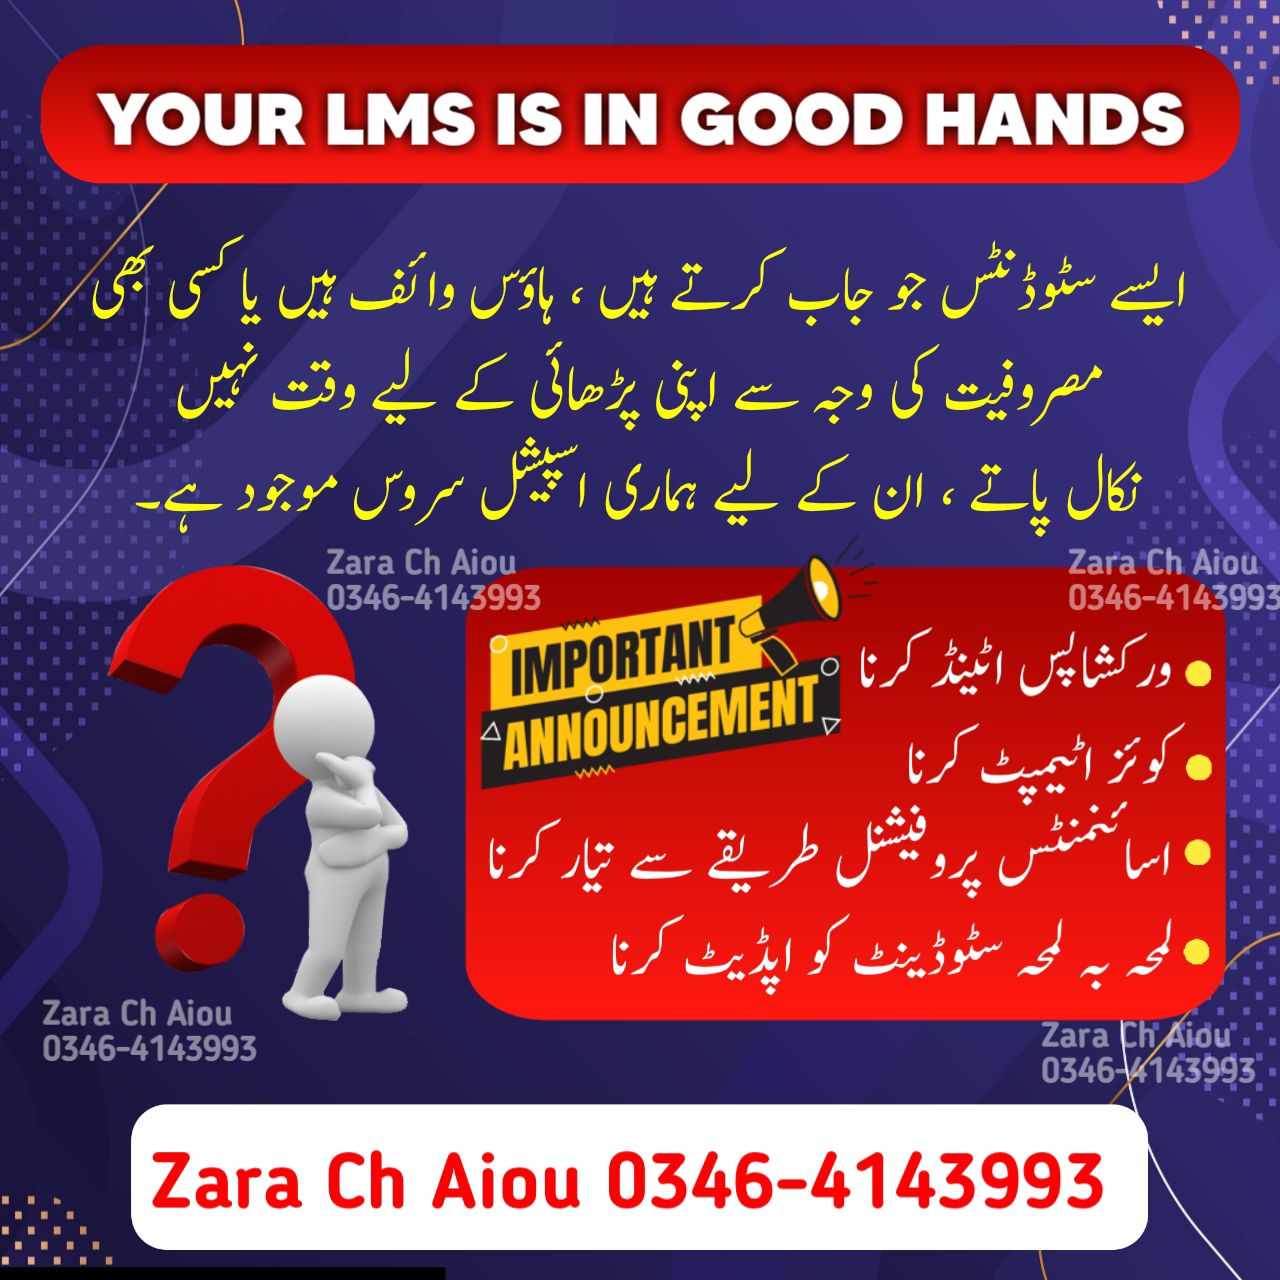 YOUR LMS IS IN GOOD HANDS
ایسے سٹوڈنٹس جو جاب کرتے ہیں ، ہاؤس وائف ہیں یا کسی بھی
مصروفیت کی وجہ سے اپنی پڑھائی کے لیے وقت نہیں
نکال پاتے ، ان کے لیے ہماری اسپیشل سروس موجود ہے۔
Zara Ch Aiou
0346-4143993
Zara Ch Aiou
0346-4143993
IMPORTANT
ANNOUNCEMENT
ورکشاپس اٹینڈ کرنا
کوئز اٹیمپٹ کرنا
اسائنمنٹس پروفیشنل طریقے سے تیار کرنا
لمحہ بہ لمحہ سٹوڈینٹ کو اپڈیٹ کرنا
Zara Ch Aiou
0346-4143993
Zara Ch Aiou
0346-4143993
Zara Ch Aiou 0346-4143993